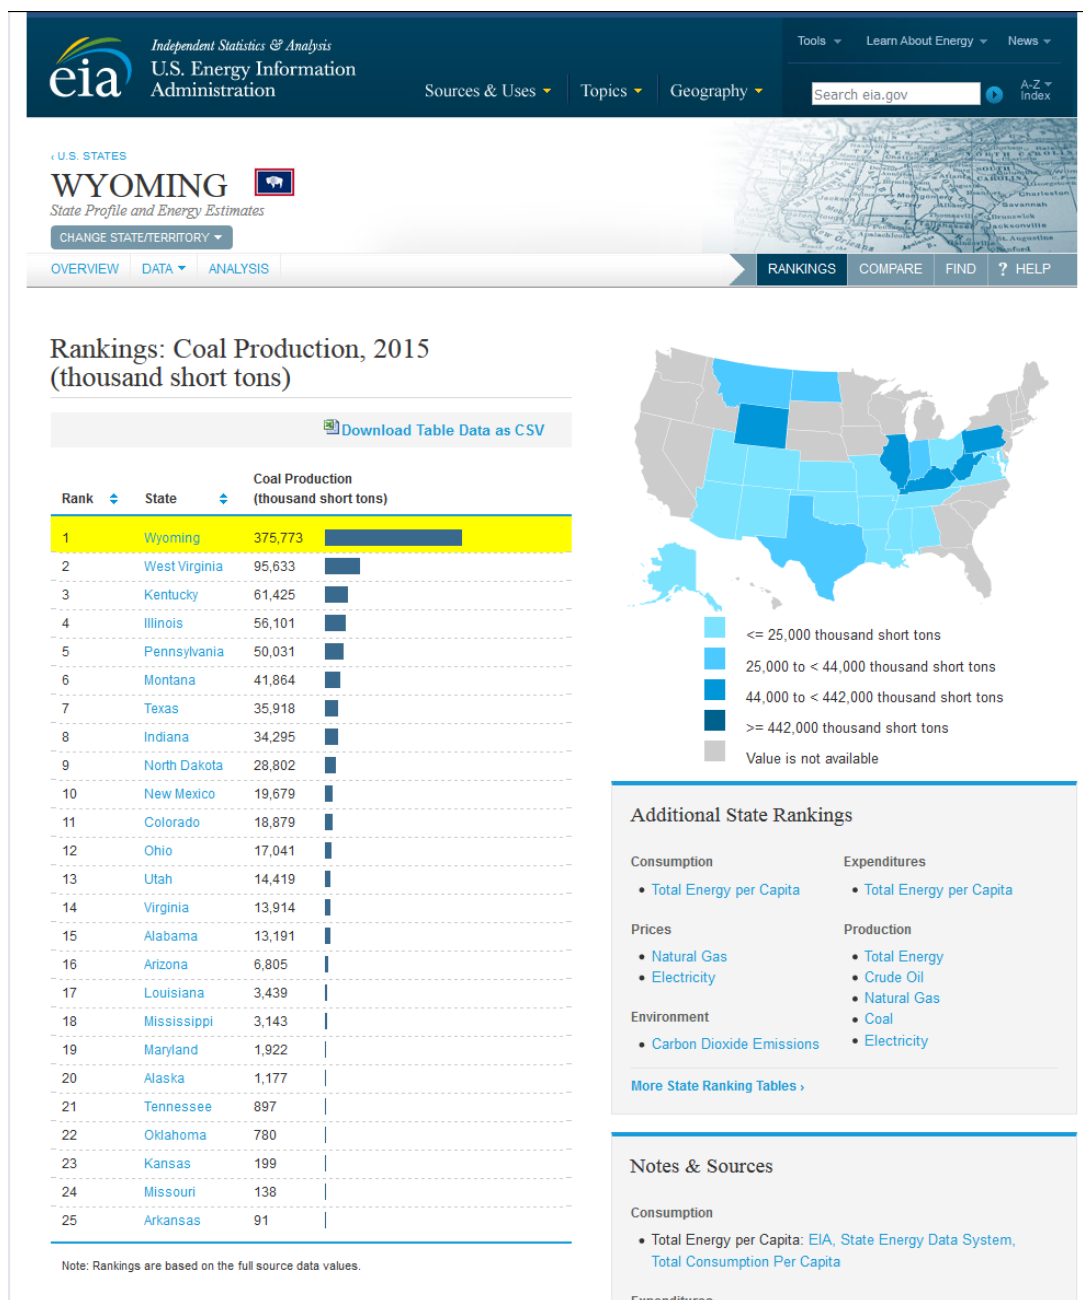 eia
Independent Statistics & Analysis
U.S. Energy Information
Administration
Sources & Uses
Topics
Geography
Tools
Learn About Energy
News
Search eia.gov
A-Z
Index
‹ U.S. STATES
WYOMING
State Profile and Energy Estimates
CHANGE STATE/TERRITORY
OVERVIEW
DATA
ANALYSIS
RANKINGS
COMPARE
FIND
? HELP
Rankings: Coal Production, 2015
(thousand short tons)
Download Table Data as CSV
Rank State Coal Production
(thousand short tons)
1 Wyoming 375,773
2 West Virginia 95,633
3 Kentucky 61,425
4 Illinois 56,101
5 Pennsylvania 50,031
6 Montana 41,864
7 Texas 35,918
8 Indiana 34,295
9 North Dakota 28,802
10 New Mexico 19,679
11 Colorado 18,879
12 Ohio 17,041
13 Utah 14,419
14 Virginia 13,914
15 Alabama 13,191
16 Arizona 6,805
17 Louisiana 3,439
18 Mississippi 3,143
19 Maryland 1,922
20 Alaska 1,177
21 Tennessee 897
22 Oklahoma 780
23 Kansas 199
24 Missouri 138
25 Arkansas 91
Note: Rankings are based on the full source data values.
<= 25,000 thousand short tons
25,000 to < 44,000 thousand short tons
44,000 to < 442,000 thousand short tons
>= 442,000 thousand short tons
Value is not available
Additional State Rankings
Consumption
• Total Energy per Capita
Prices
• Natural Gas
• Electricity
Environment
• Carbon Dioxide Emissions
Expenditures
• Total Energy per Capita
Production
• Total Energy
• Crude Oil
• Natural Gas
• Coal
• Electricity
More State Ranking Tables ›
Notes & Sources
Consumption
• Total Energy per Capita: EIA, State Energy Data System,
Total Consumption Per Capita
Expenditures